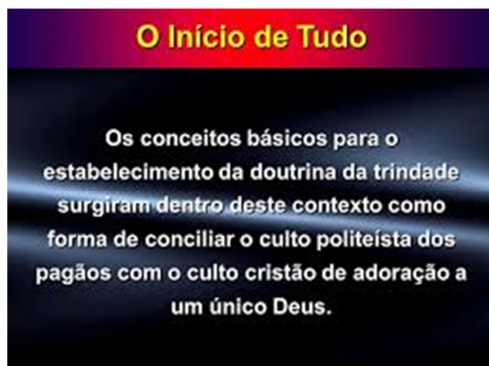 O Início de Tudo
Os conceitos básicos para o
estabelecimento da doutrina da trindade
surgiram dentro deste contexto como
forma de conciliar o culto politeísta dos
pagãos com o culto cristão de adoração a
um único Deus.